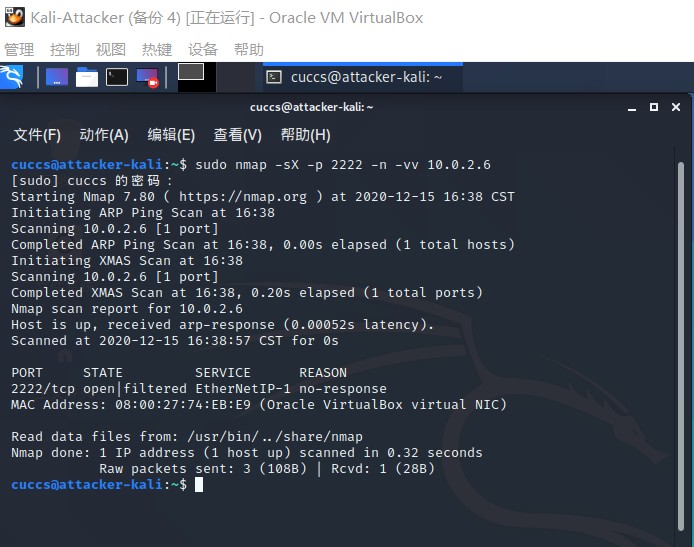 Kali-Attacker (备份 4) [正在运行] - Oracle VM VirtualBox
管理 控制 视图 热键 设备 帮助
cuccs@attacker-kali: ~
cuccs@attacker-kali: ~
文件(F) 动作(A) 编辑(E) 查看(V) 帮助(H)
cuccs@attacker-kali:~$ sudo nmap -sX -p 2222 -n -vv 10.0.2.6
[sudo] cuccs 的密码：
Starting Nmap 7.80 ( https://nmap.org ) at 2020-12-15 16:38 CST
Initiating ARP Ping Scan at 16:38
Scanning 10.0.2.6 [1 port]
Completed ARP Ping Scan at 16:38, 0.00s elapsed (1 total hosts)
Initiating XMAS Scan at 16:38
Scanning 10.0.2.6 [1 port]
Completed XMAS Scan at 16:38, 0.20s elapsed (1 total ports)
Nmap scan report for 10.0.2.6
Host is up, received arp-response (0.00052s latency).
Scanned at 2020-12-15 16:38:57 CST for 0s
PORT STATE SERVICE REASON
2222/tcp open|filtered EtherNetIP-1 no-response
MAC Address: 08:00:27:74:EB:E9 (Oracle VirtualBox virtual NIC)
Read data files from: /usr/bin/../share/nmap
Nmap done: 1 IP address (1 host up) scanned in 0.32 seconds
Raw packets sent: 3 (108B) | Rcvd: 1 (28B)
cuccs@attacker-kali:~$